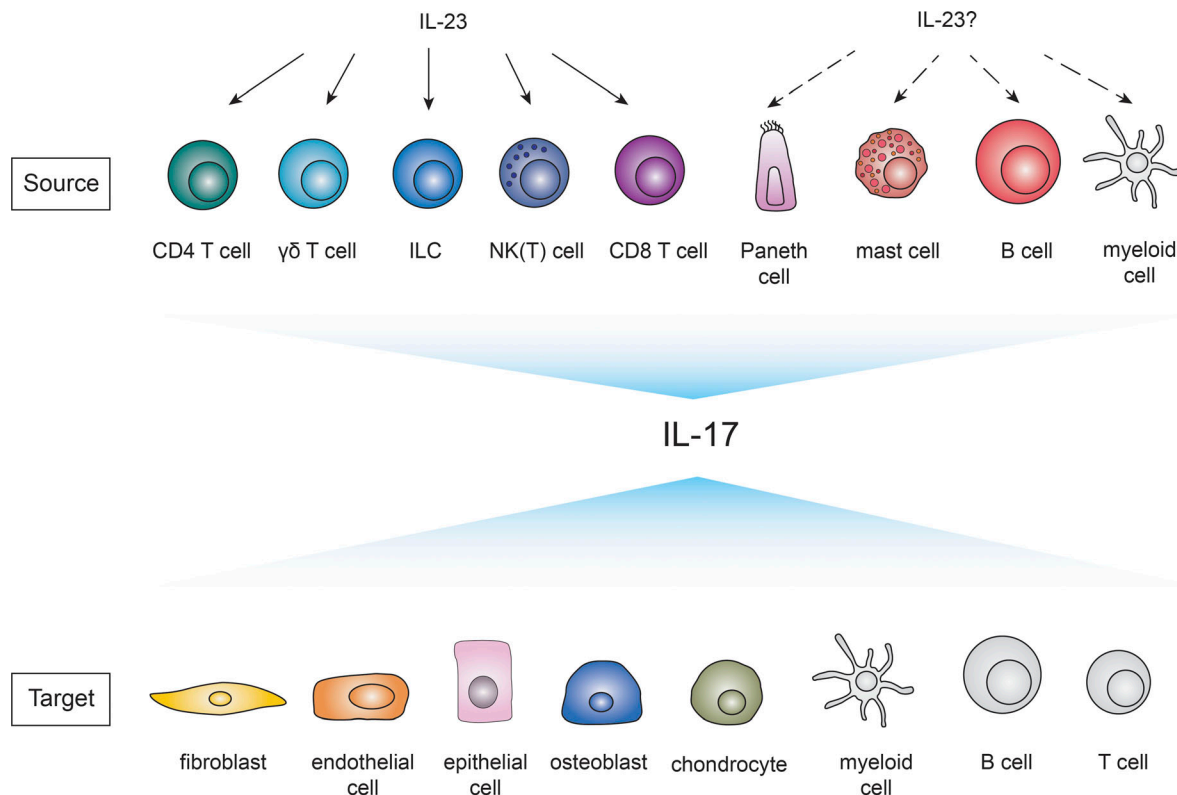 IL-23
IL-23?
Source
CD4 T cell
γδ T cell
ILC
NK(T) cell
CD8 T cell
Paneth
cell
mast cell
B cell
myeloid
cell
IL-17
Target
fibroblast
endothelial
cell
epithelial
cell
osteoblast
chondrocyte
myeloid
cell
B cell
T cell